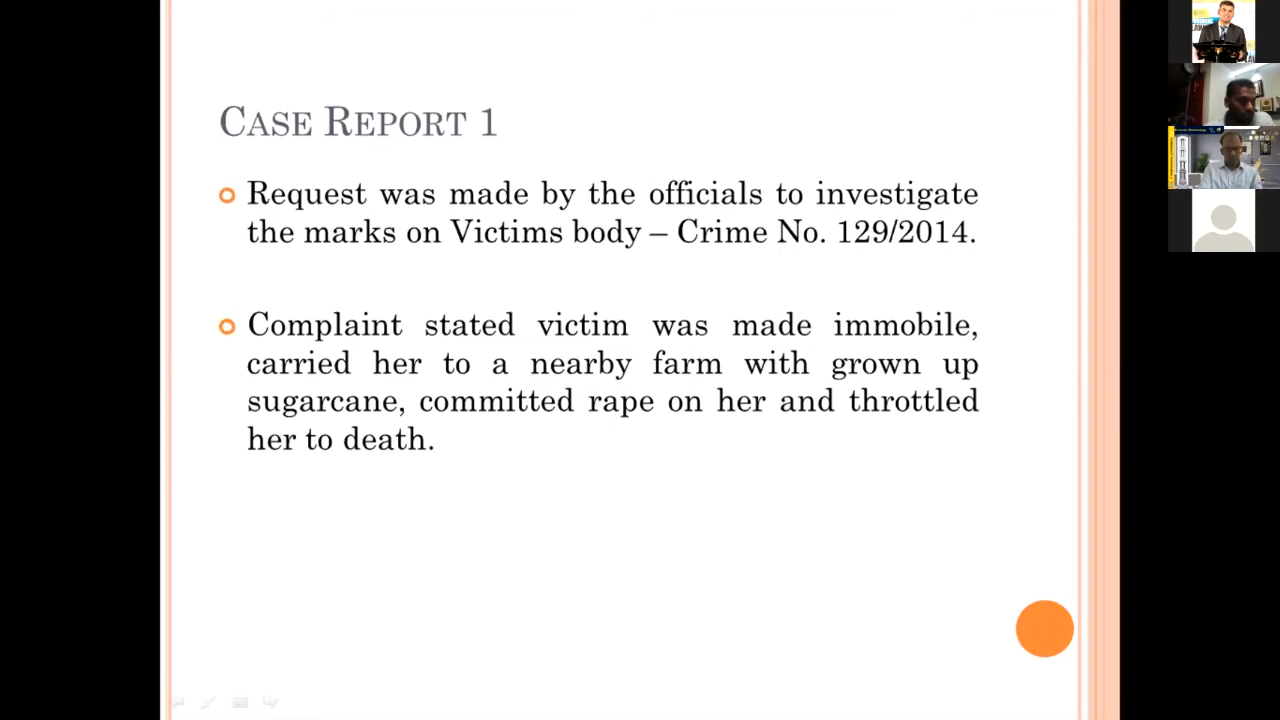 CASE REPORT 1
Request was made by the officials to investigate
the marks on Victims body – Crime No. 129/2014.
Complaint stated victim was made immobile,
carried her to a nearby farm with grown up
sugarcane, committed rape on her and throttled
her to death.